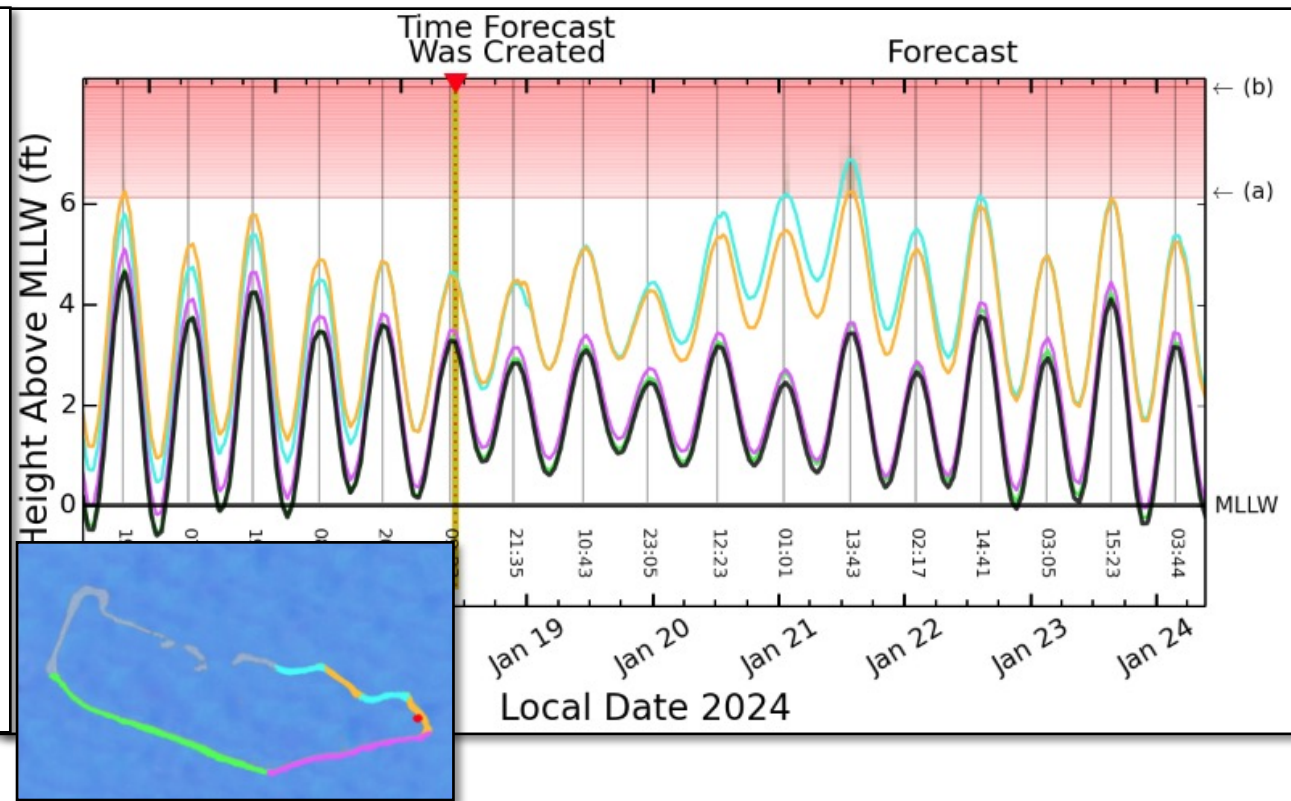 Time Forecast
Was Created
Forecast
Height Above MLLW (ft)
6
4
2
0
← (b)
← (a)
MLLW
21:35
10:43
23:05
12:23
01:01
13:43
02:17
14:41
03:05
15:23
03:44
Jan 19
Jan 20
Jan 21
Jan 22
Jan 23
Jan 24
Local Date 2024